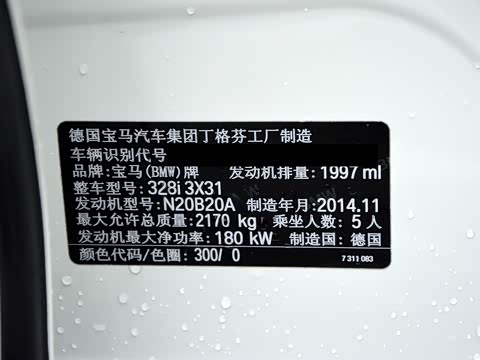 德国宝马汽车集团丁格芬工厂制造
车辆识别代号
品牌:宝马(BMW)牌 发动机排量:1997 ml
整车型号:328i 3X31
发动机型号:N20B20A 制造年月:2014.11
最大允许总质量:2170 kg 乘坐人数:5 人
发动机最大净功率:180 kW 制造国:德国
颜色代码/色圈:300/ 0 7 311 083